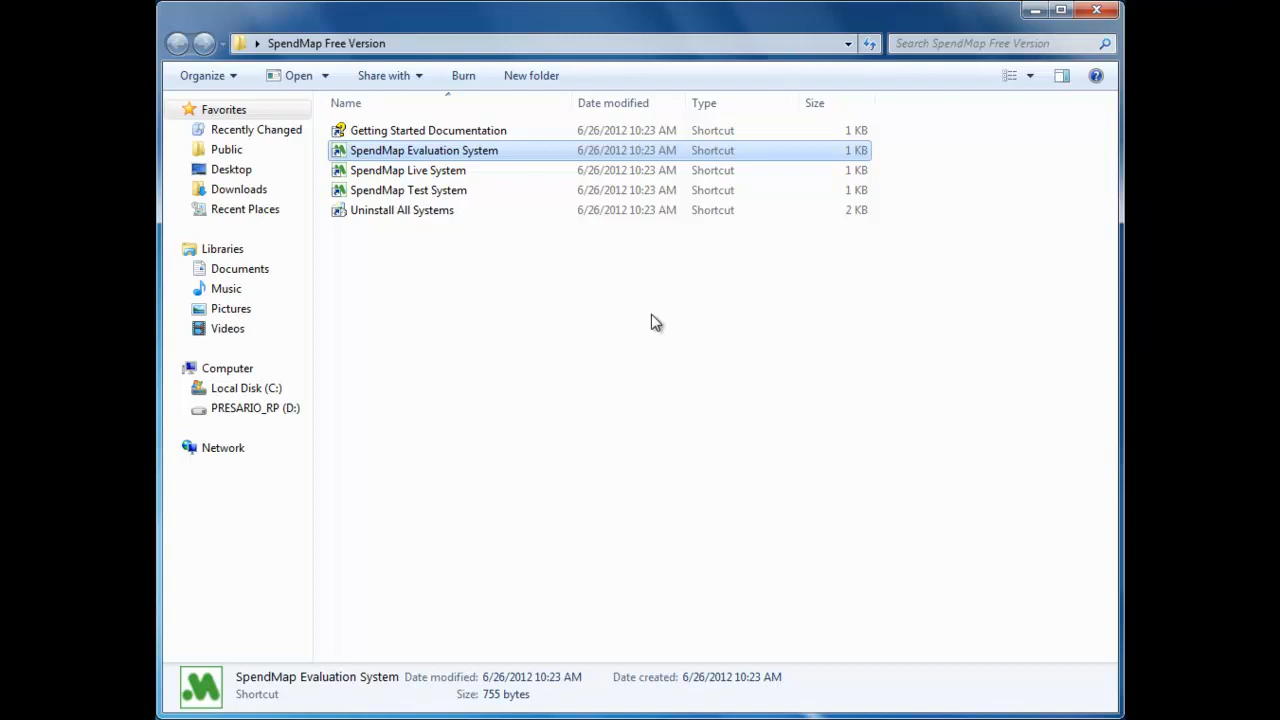 SpendMap Free Version
Search SpendMap Free Version
Organize Open Share with Burn New folder
Name Date modified Type Size
Favorites
Recently Changed
Public
Desktop
Downloads
Recent Places
Libraries
Documents
Music
Pictures
Videos
Computer
Local Disk (C:)
PRESARIO_RP (D:)
Network
Getting Started Documentation 6/26/2012 10:23 AM Shortcut 1 KB
SpendMap Evaluation System 6/26/2012 10:23 AM Shortcut 1 KB
SpendMap Live System 6/26/2012 10:23 AM Shortcut 1 KB
SpendMap Test System 6/26/2012 10:23 AM Shortcut 1 KB
Uninstall All Systems 6/26/2012 10:23 AM Shortcut 2 KB
SpendMap Evaluation System Date modified: 6/26/2012 10:23 AM Date created: 6/26/2012 10:23 AM
Shortcut Size: 755 bytes